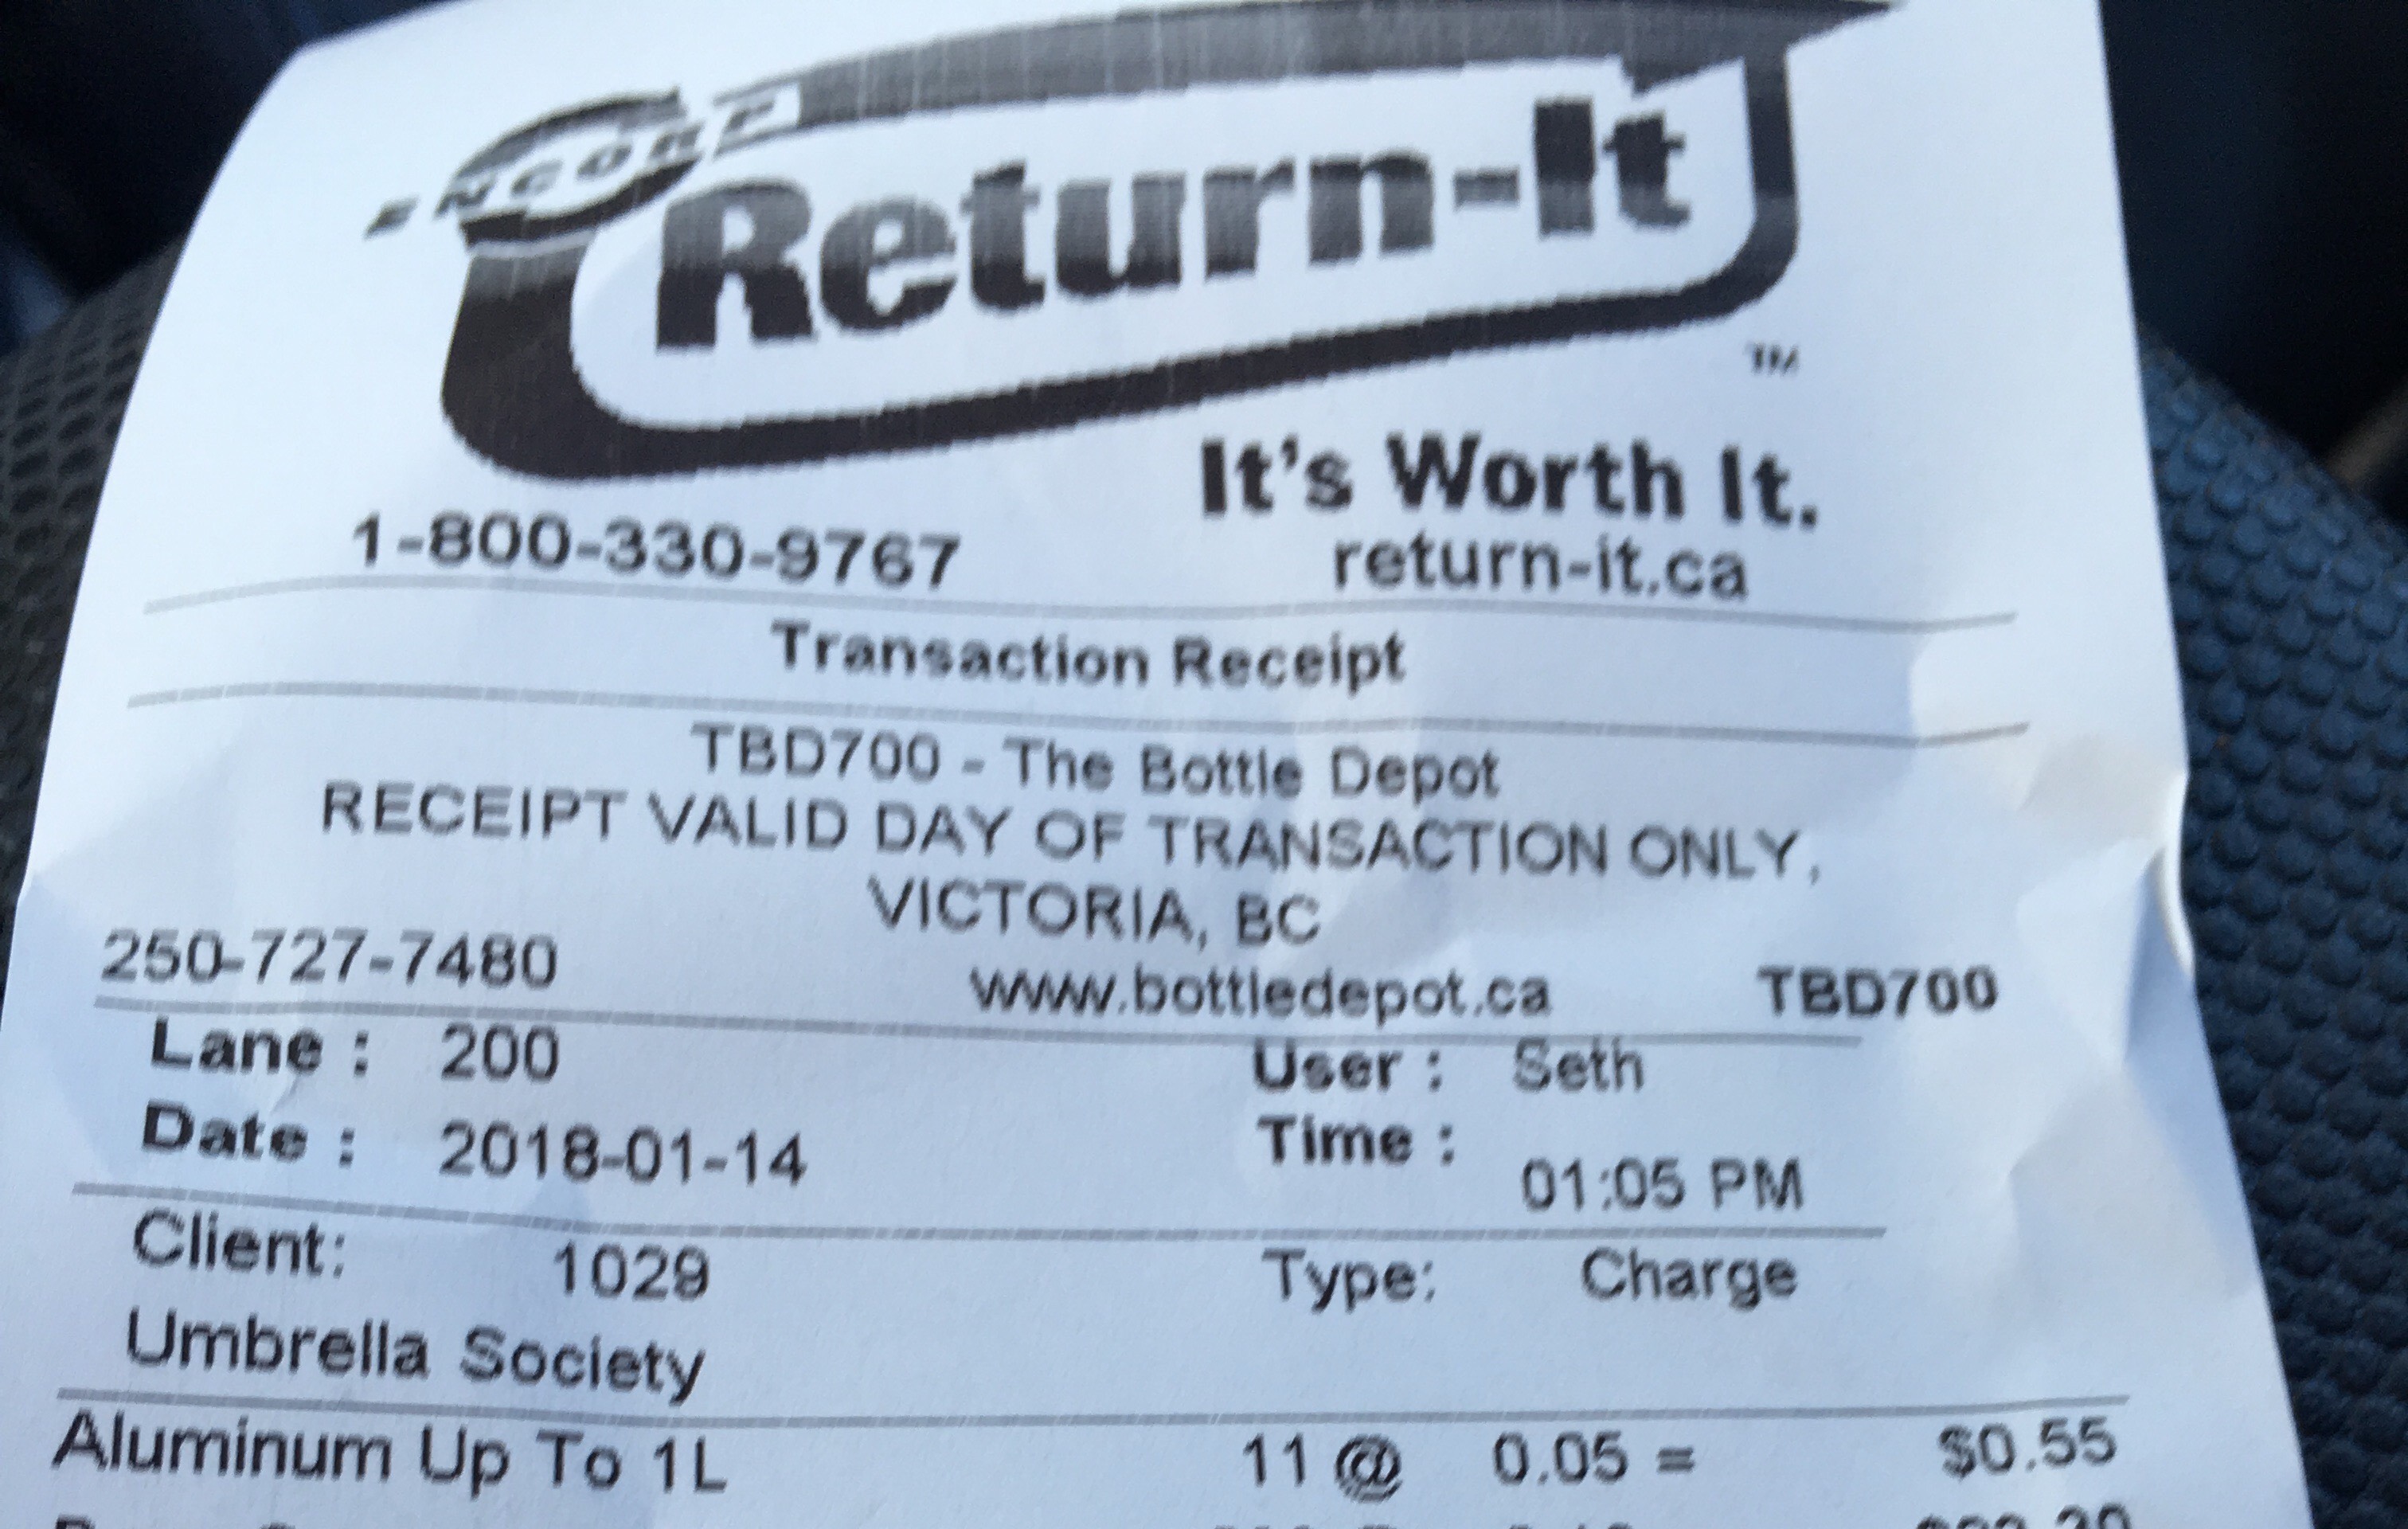 ENCORP
Return-It
TM
It's Worth It.
1-800-330-9767 return-it.ca
Transaction Receipt
TBD700 - The Bottle Depot
RECEIPT VALID DAY OF TRANSACTION ONLY,
VICTORIA, BC
250-727-7480 www.bottledepot.ca TBD700
Lane : 200 User : Seth
Date : 2018-01-14 Time : 01:05 PM
Client: 1029 Type: Charge
Umbrella Society
Aluminum Up To 1L 11 @ 0.05 = $0.55